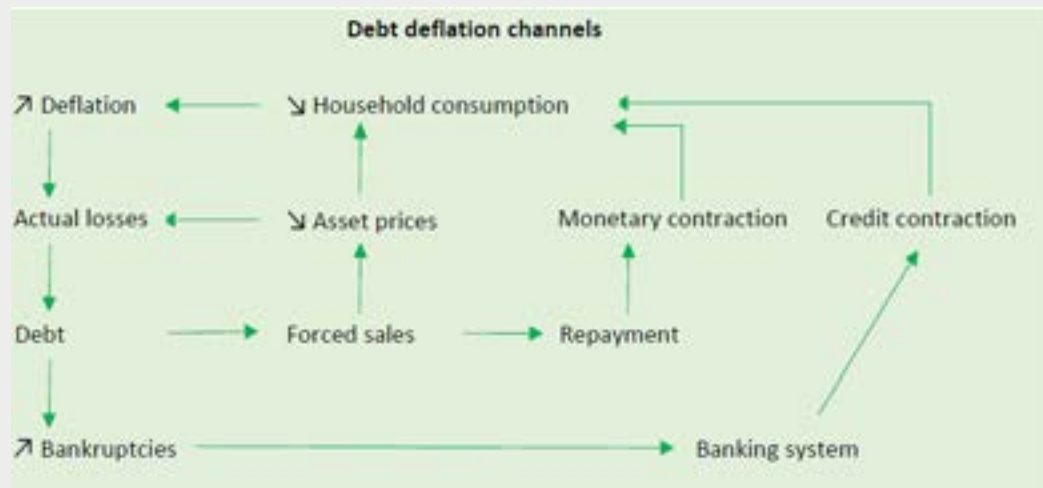 Debt deflation channels
↗ Deflation
↘ Household consumption
Actual losses
↘ Asset prices
Monetary contraction
Credit contraction
Debt
Forced sales
Repayment
↗ Bankruptcies
Banking system